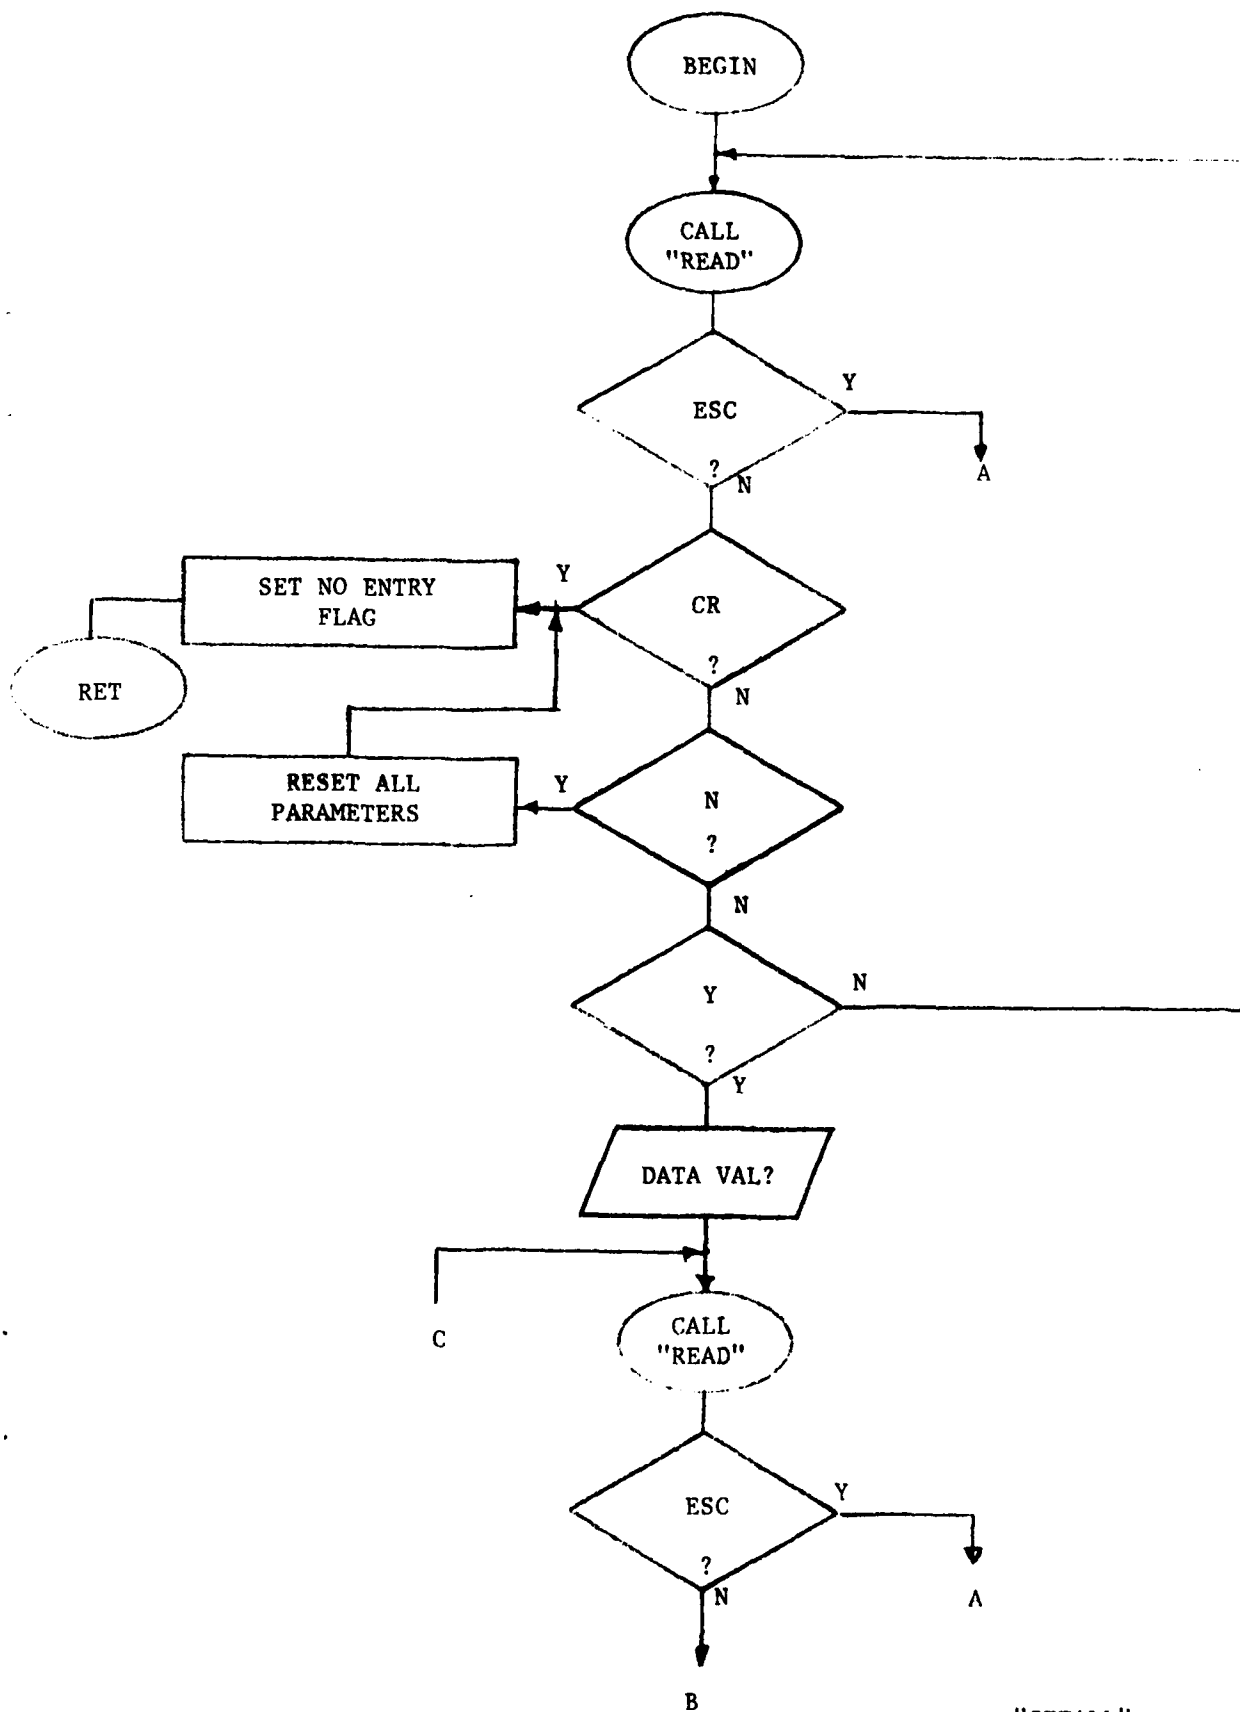 BEGIN
CALL
"READ"
ESC
?
Y
N
A
SET NO ENTRY
FLAG
Y
CR
?
N
RET
RESET ALL
PARAMETERS
Y
N
?
N
Y
?
N
Y
DATA VAL?
C
CALL
"READ"
ESC
?
Y
N
A
B